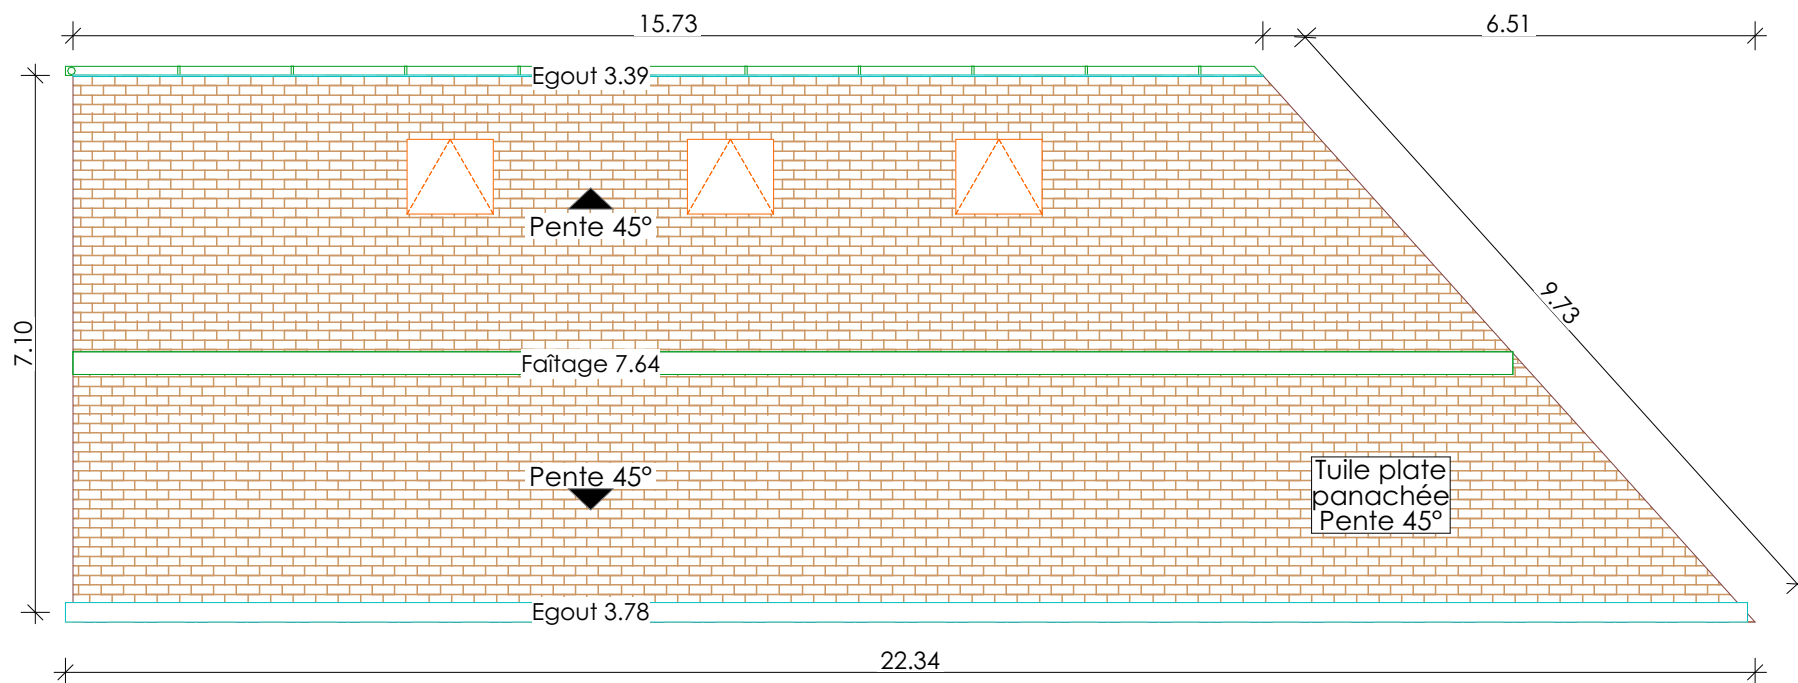 15.73
6.51
Egout 3.39
Pente 45°
9.73
7.10
Faîtage 7.64
Pente 45°
Tuile plate
panachée
Pente 45°
Egout 3.78
22.34